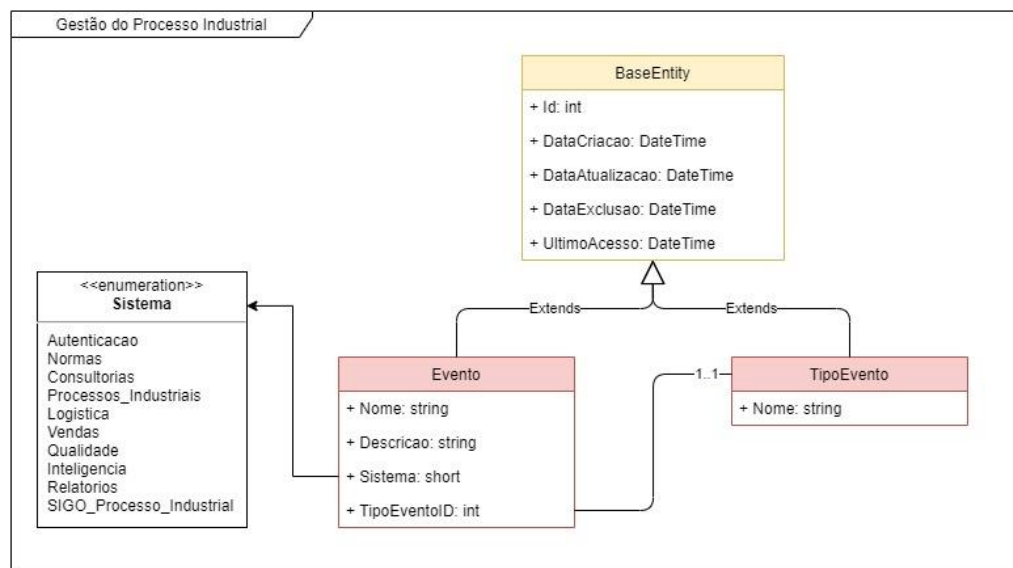 Gestão do Processo Industrial
BaseEntity
+ Id: int
+ DataCriacao: DateTime
+ DataAtualizacao: DateTime
+ DataExclusao: DateTime
+ UltimoAcesso: DateTime
<<enumeration>>
Sistema
Autenticacao
Normas
Consultorias
Processos_Industriais
Logistica
Vendas
Qualidade
Inteligencia
Relatorios
SIGO_Processo_Industrial
Extends
Extends
Evento
+ Nome: string
+ Descricao: string
+ Sistema: short
+ TipoEventoID: int
1..1
TipoEvento
+ Nome: string